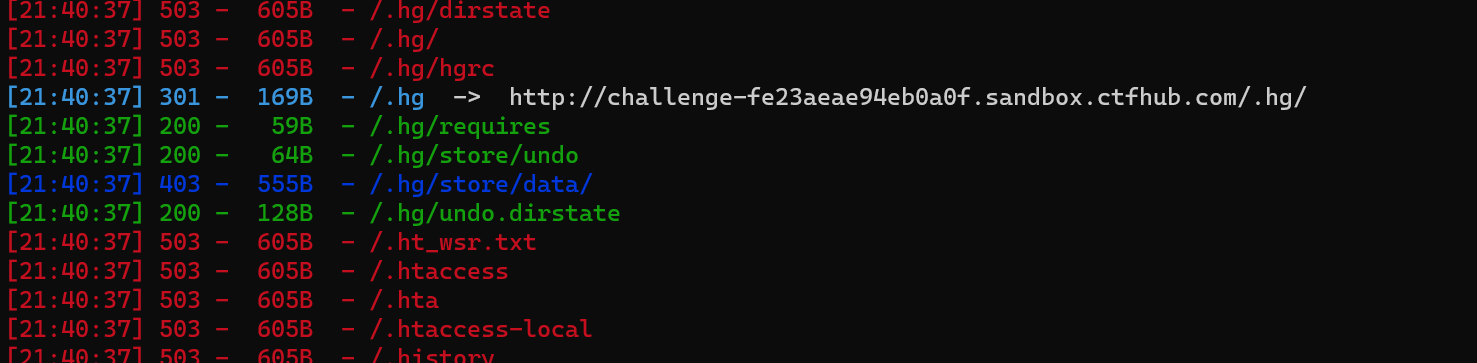 [21:40:37] 503 -  605B  - /.hg/dirstate
[21:40:37] 503 -  605B  - /.hg/
[21:40:37] 503 -  605B  - /.hg/hgrc
[21:40:37] 301 -  169B  - /.hg  ->  http://challenge-fe23aeae94eb0a0f.sandbox.ctfhub.com/.hg/
[21:40:37] 200 -   59B  - /.hg/requires
[21:40:37] 200 -   64B  - /.hg/store/undo
[21:40:37] 403 -  555B  - /.hg/store/data/
[21:40:37] 200 -  128B  - /.hg/undo.dirstate
[21:40:37] 503 -  605B  - /.ht_wsr.txt
[21:40:37] 503 -  605B  - /.htaccess
[21:40:37] 503 -  605B  - /.hta
[21:40:37] 503 -  605B  - /.htaccess-local
[21:40:37] 503 -  605B  - /.history